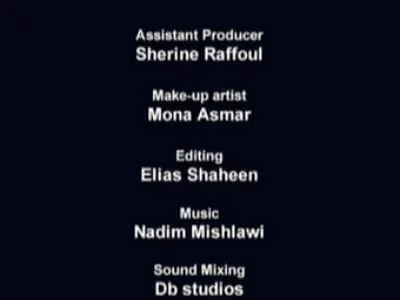 Assistant Producer
Sherine Raffoul
Make-up artist
Mona Asmar
Editing
Elias Shaheen
Music
Nadim Mishlawi
Sound Mixing
Db studios